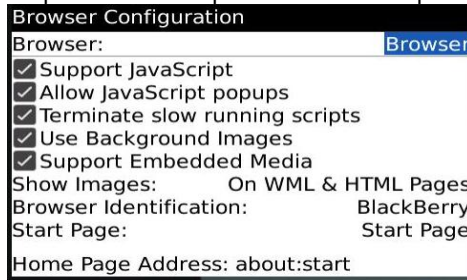 Browser Configuration
Browser: Browser
Support JavaScript
Allow JavaScript popups
Terminate slow running scripts
Use Background Images
Support Embedded Media
Show Images: On WML & HTML Pages
Browser Identification: BlackBerry
Start Page: Start Page
Home Page Address: about:start